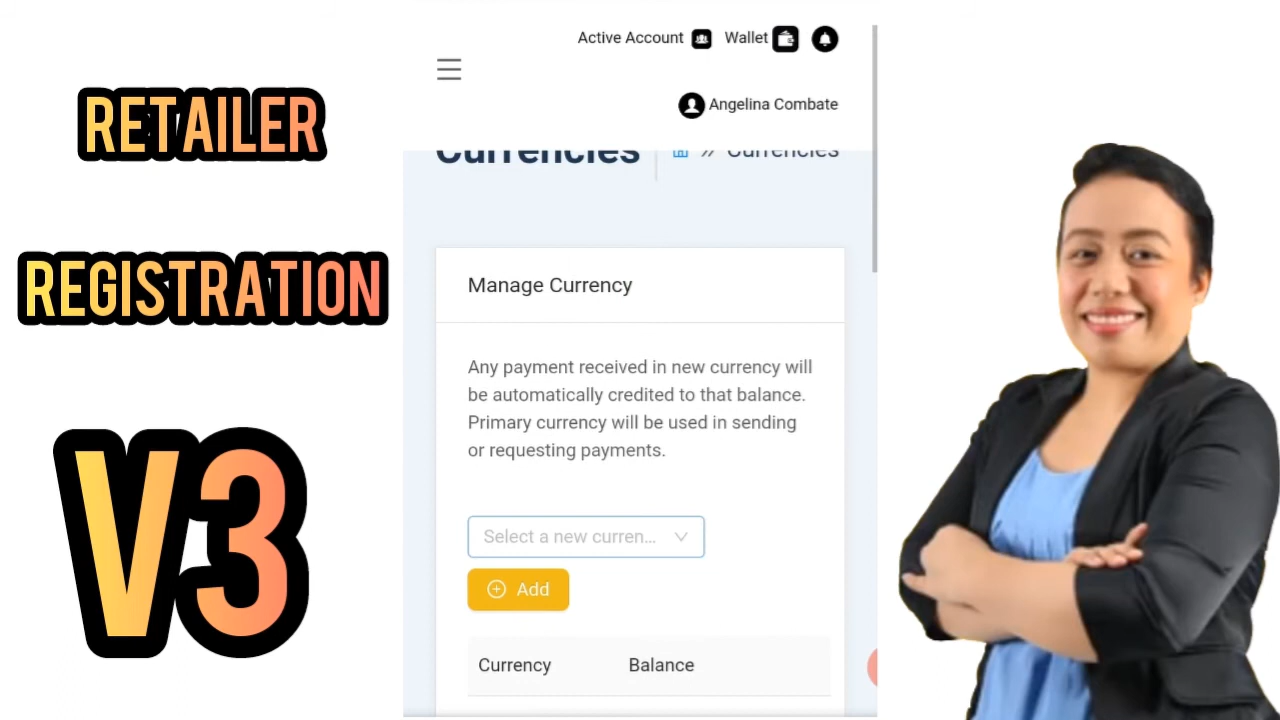 RETAILER
REGISTRATION
V3
Active Account
Wallet
Angelina Combate
Currencies
» Currencies
Manage Currency
Any payment received in new currency will
be automatically credited to that balance.
Primary currency will be used in sending
or requesting payments.
Select a new curren...
Add
Currency Balance